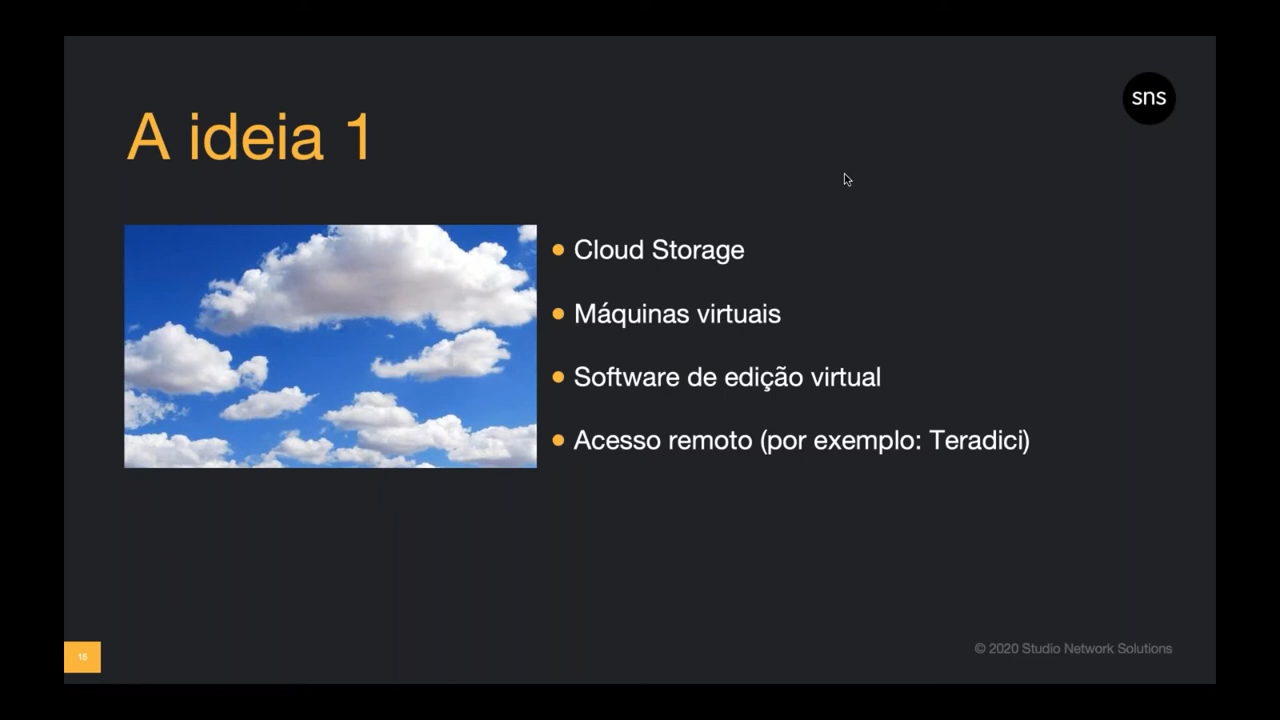 sns
A ideia 1
Cloud Storage
Máquinas virtuais
Software de edição virtual
Acesso remoto (por exemplo: Teradici)
15
© 2020 Studio Network Solutions